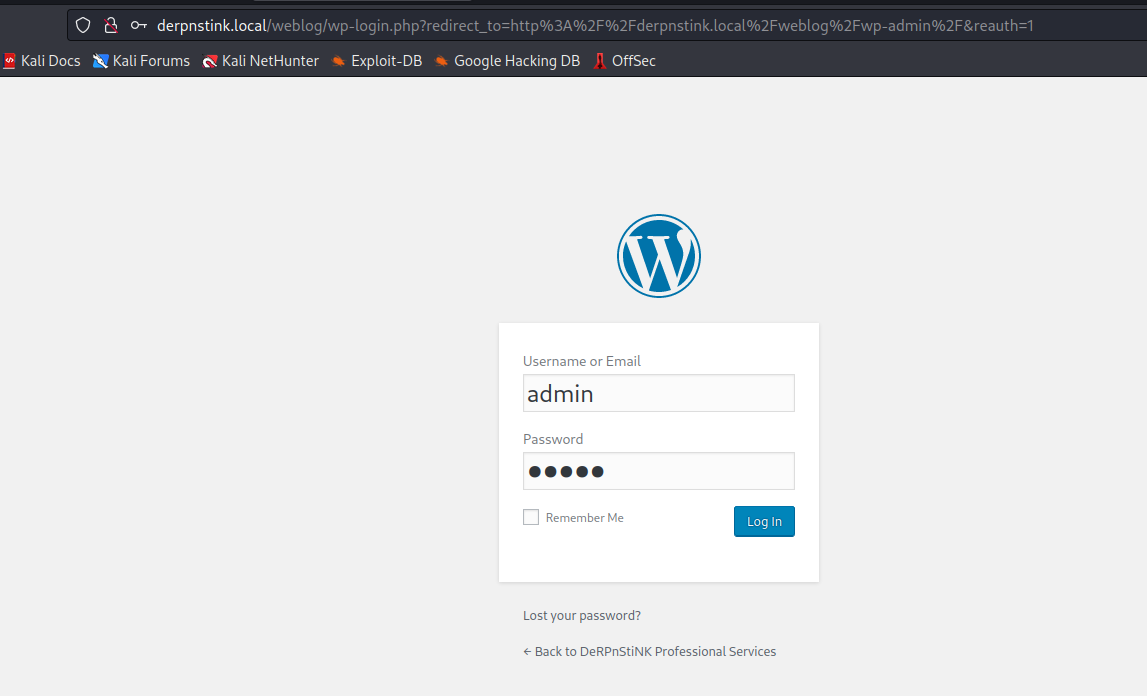 derpnstink.local/weblog/wp-login.php?redirect_to=http%3A%2F%2Fderpnstink.local%2Fweblog%2Fwp-admin%2F&reauth=1
Kali Docs Kali Forums Kali NetHunter Exploit-DB Google Hacking DB OffSec
Username or Email
admin
Password
●●●●●
Remember Me Log In
Lost your password?
← Back to DeRPnStiNK Professional Services